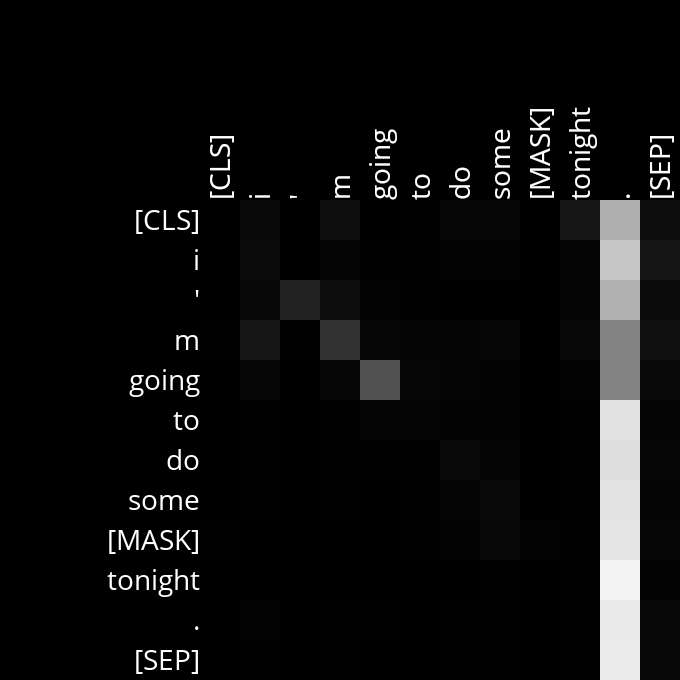 [CLS] i ' m going to do some [MASK] tonight . [SEP]
[CLS]
i
'
m
going
to
do
some
[MASK]
tonight
.
[SEP]